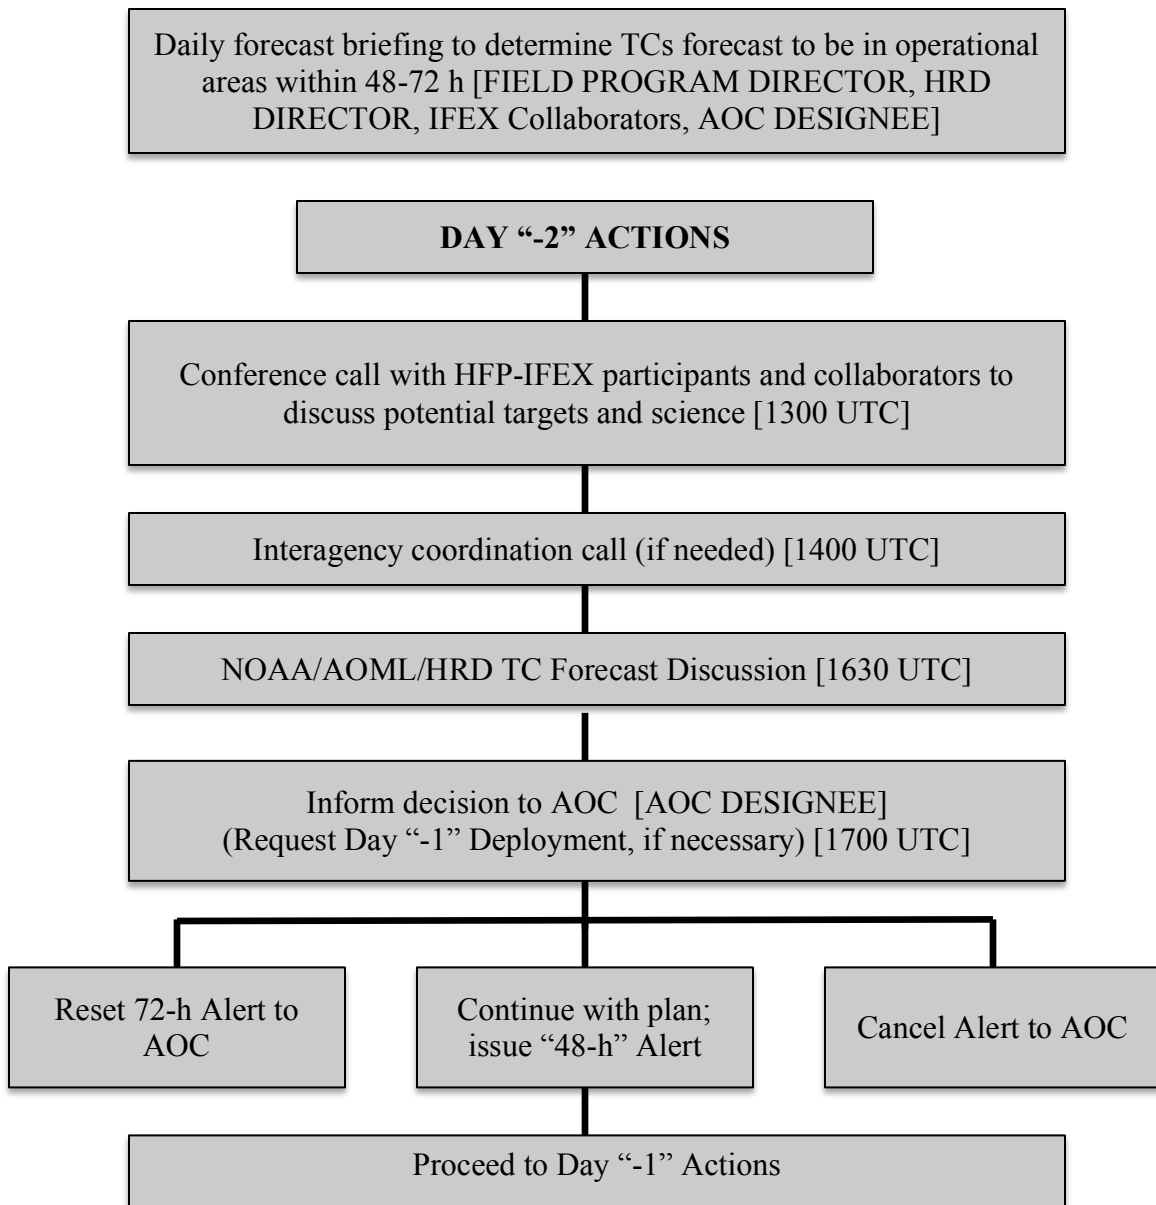 Daily forecast briefing to determine TCs forecast to be in operational
areas within 48-72 h [FIELD PROGRAM DIRECTOR, HRD
DIRECTOR, IFEX Collaborators, AOC DESIGNEE]
DAY “-2” ACTIONS
Conference call with HFP-IFEX participants and collaborators to
discuss potential targets and science [1300 UTC]
Interagency coordination call (if needed) [1400 UTC]
NOAA/AOML/HRD TC Forecast Discussion [1630 UTC]
Inform decision to AOC  [AOC DESIGNEE]
(Request Day “-1” Deployment, if necessary) [1700 UTC]
Reset 72-h Alert to
AOC
Continue with plan;
issue “48-h” Alert
Cancel Alert to AOC
Proceed to Day “-1” Actions